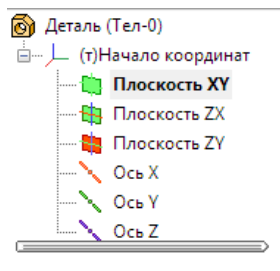 Деталь (Тел-0)
(т)Начало координат
Плоскость XY
Плоскость ZX
Плоскость ZY
Ось X
Ось Y
Ось Z